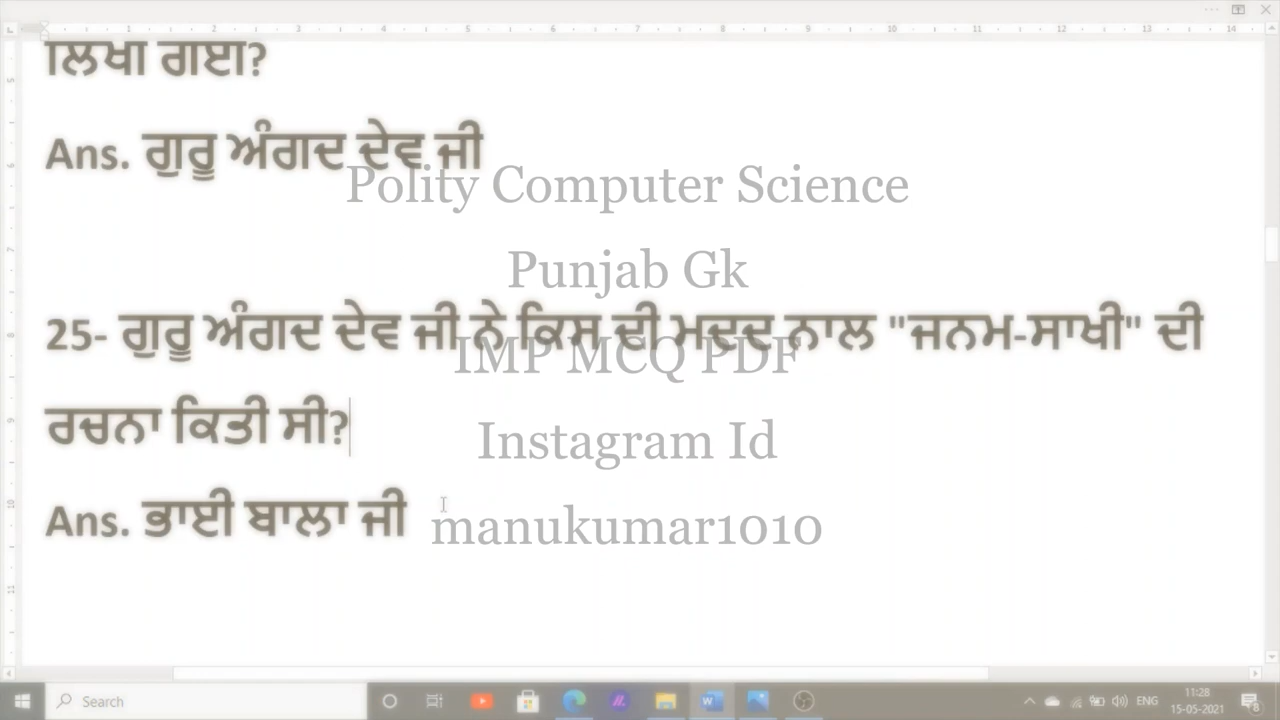 ਲਿਖੀ ਗਈ?
Ans. ਗੁਰੂ ਅੰਗਦ ਦੇਵ ਜੀ
Polity Computer Science
Punjab Gk
25- ਗੁਰੂ ਅੰਗਦ ਦੇਵ ਜੀ ਨੇ ਕਿਸ ਦੀ ਮਦਦ ਨਾਲ "ਜਨਮ-ਸਾਖੀ" ਦੀ
IMP MCQ PDF
ਰਚਨਾ ਕਿਤੀ ਸੀ?
Instagram Id
Ans. ਭਾਈ ਬਾਲਾ ਜੀ
manukumar1010
Search
ENG
11:28
15-05-2021